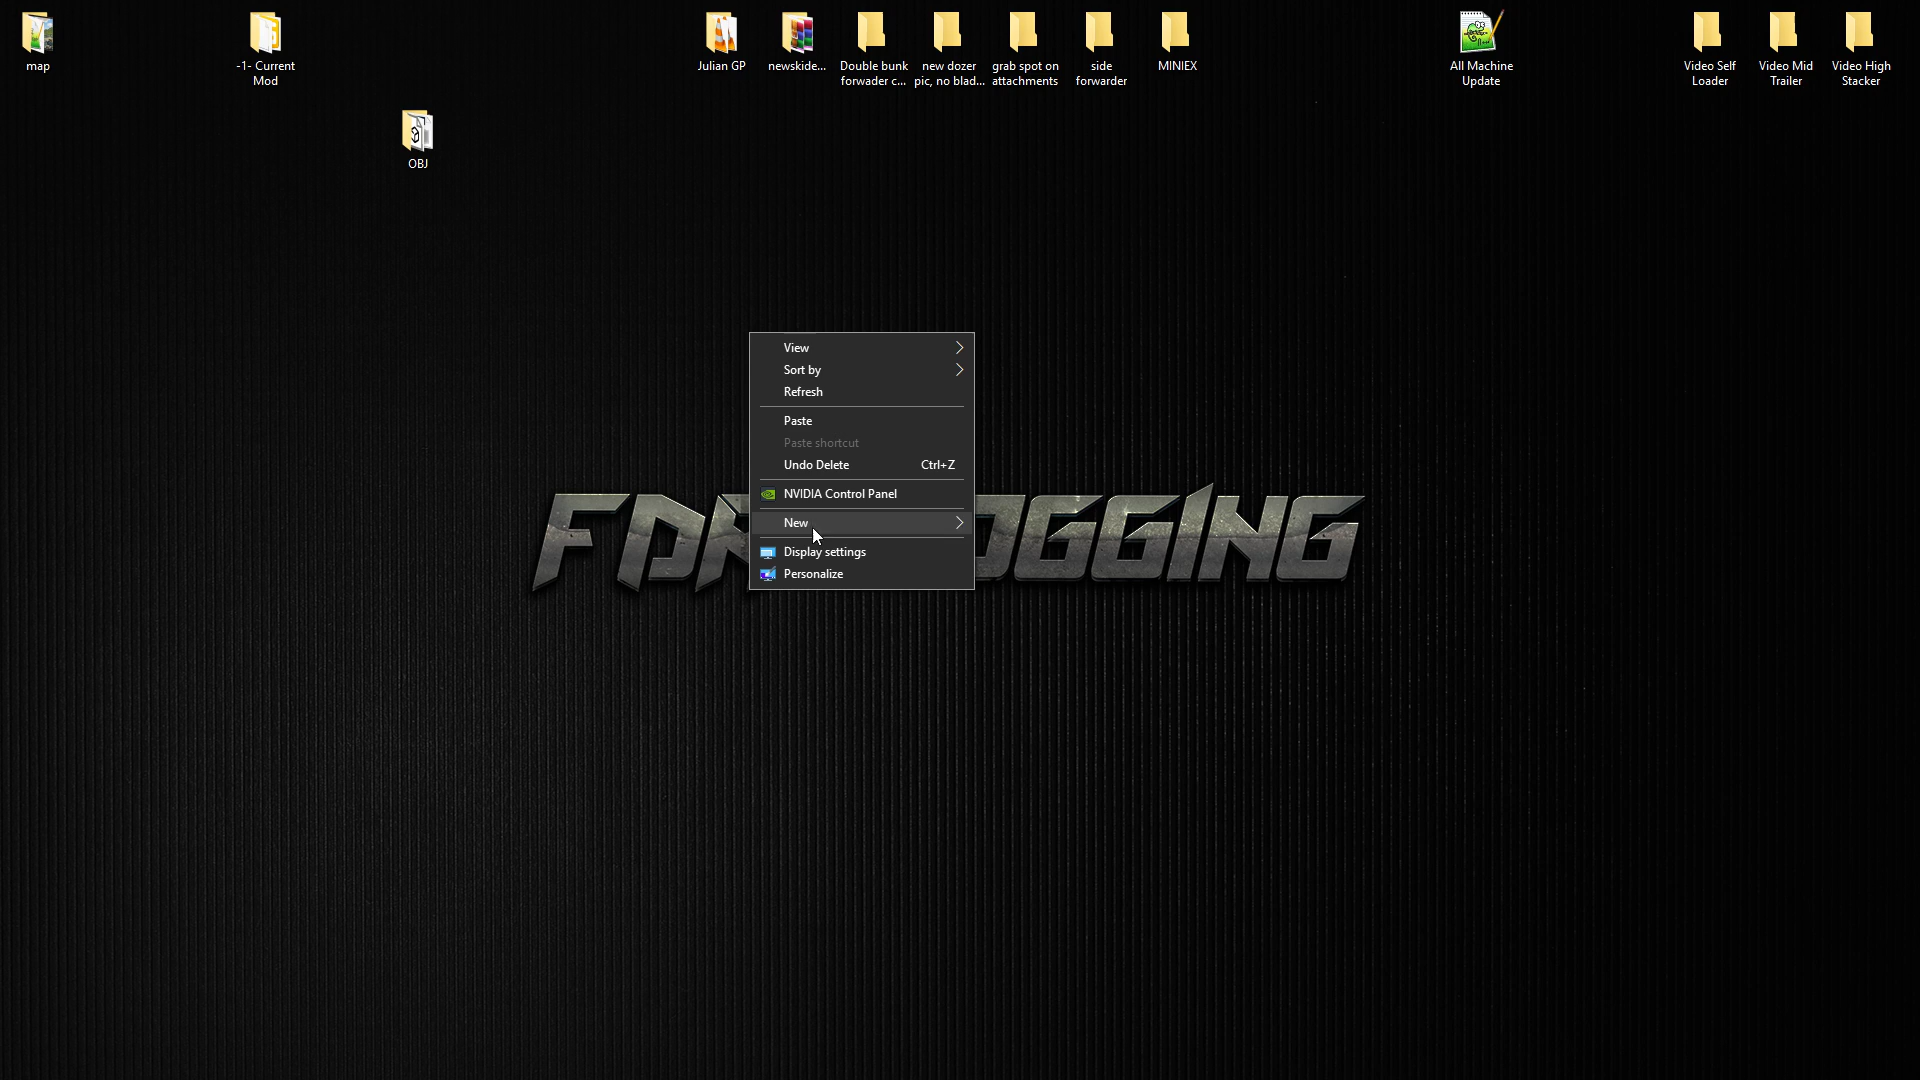 map
-1- Current
Mod
Julian GP
newskide...
Double bunk
forwader c...
new dozer
pic, no blad...
grab spot on
attachments
side
forwarder
MINIEX
All Machine
Update
Video Self
Loader
Video Mid
Trailer
Video High
Stacker
OBJ
View
Sort by
Refresh
Paste
Paste shortcut
Undo Delete Ctrl+Z
NVIDIA Control Panel
New
Display settings
Personalize